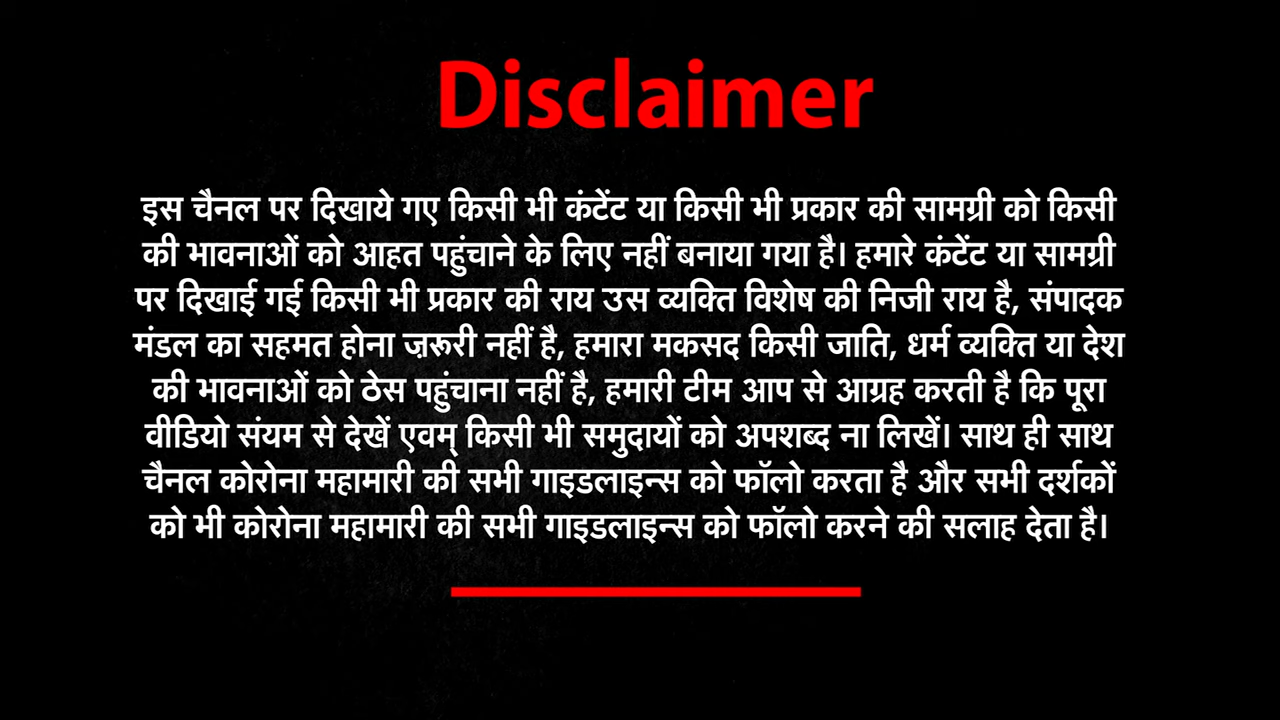 Disclaimer
इस चैनल पर दिखाये गए किसी भी कंटेंट या किसी भी प्रकार की सामग्री को किसी
की भावनाओं को आहत पहुंचाने के लिए नहीं बनाया गया है। हमारे कंटेंट या सामग्री
पर दिखाई गई किसी भी प्रकार की राय उस व्यक्ति विशेष की निजी राय है, संपादक
मंडल का सहमत होना ज़रूरी नहीं है, हमारा मकसद किसी जाति, धर्म व्यक्ति या देश
की भावनाओं को ठेस पहुंचाना नहीं है, हमारी टीम आप से आग्रह करती है कि पूरा
वीडियो संयम से देखें एवम् किसी भी समुदायों को अपशब्द ना लिखें। साथ ही साथ
चैनल कोरोना महामारी की सभी गाइडलाइन्स को फॉलो करता है और सभी दर्शकों
को भी कोरोना महामारी की सभी गाइडलाइन्स को फॉलो करने की सलाह देता है।